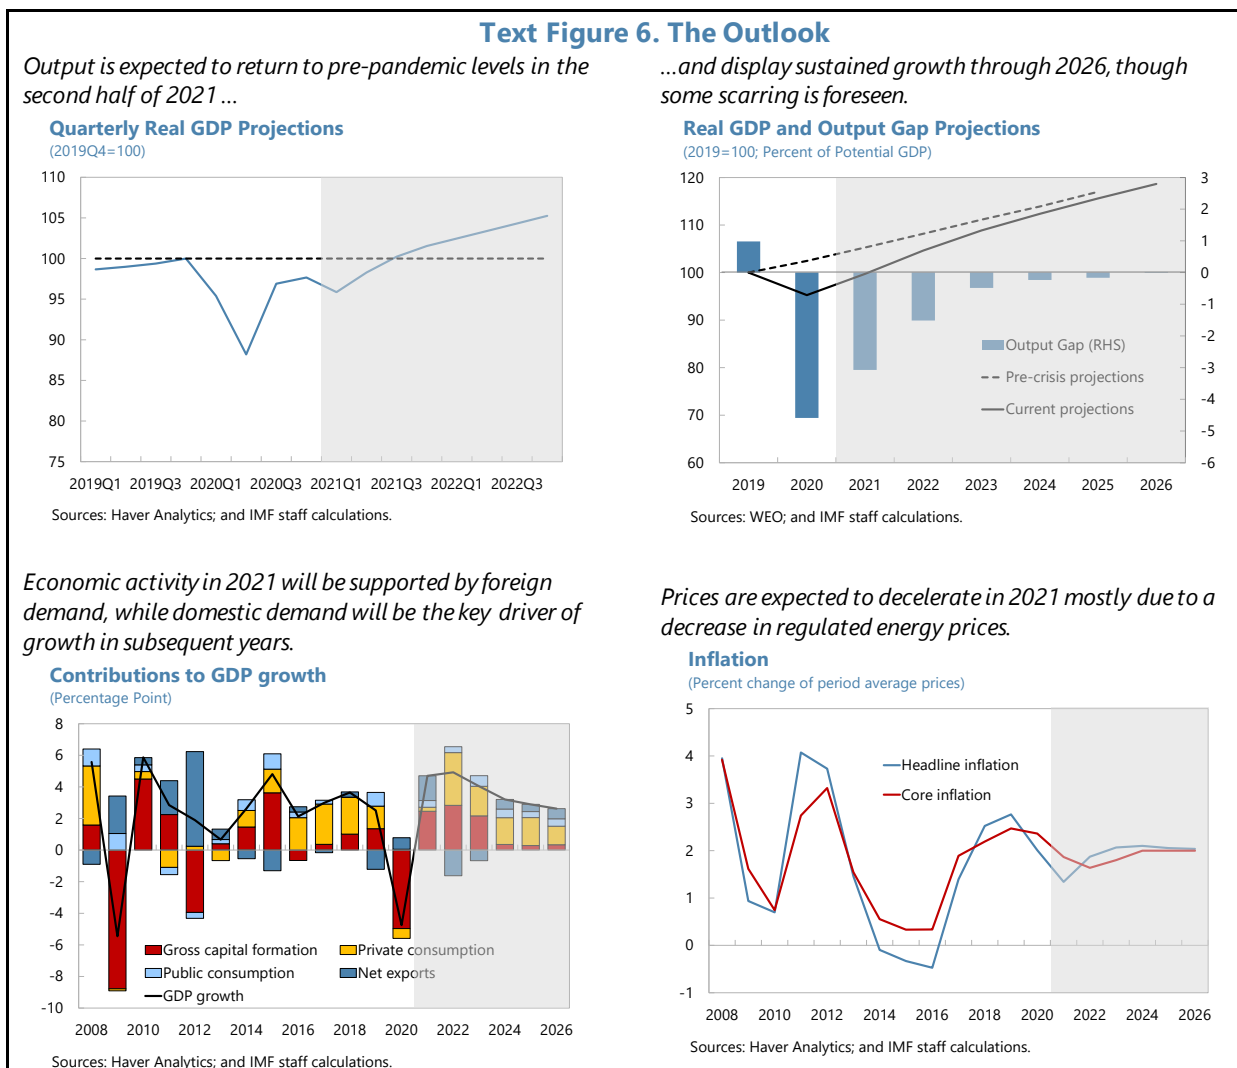 Text Figure 6. The Outlook
Output is expected to return to pre-pandemic levels in the
second half of 2021 …
Quarterly Real GDP Projections
(2019Q4=100)
110
105
100
95
90
85
80
75
2019Q1 2019Q3 2020Q1 2020Q3 2021Q1 2021Q3 2022Q1 2022Q3
Sources: Haver Analytics; and IMF staff calculations.
…and display sustained growth through 2026, though
some scarring is foreseen.
Real GDP and Output Gap Projections
(2019=100; Percent of Potential GDP)
120
110
100
90
80
70
60
3
2
1
0
-1
-2
-3
-4
-5
-6
Output Gap (RHS)
Pre-crisis projections
Current projections
2019 2020 2021 2022 2023 2024 2025 2026
Sources: WEO; and IMF staff calculations.
Economic activity in 2021 will be supported by foreign
demand, while domestic demand will be the key driver of
growth in subsequent years.
Contributions to GDP growth
(Percentage Point)
8
6
4
2
0
-2
-4
-6
-8
-10
Gross capital formation Private consumption
Public consumption Net exports
GDP growth
2008 2010 2012 2014 2016 2018 2020 2022 2024 2026
Sources: Haver Analytics; and IMF staff calculations.
Prices are expected to decelerate in 2021 mostly due to a
decrease in regulated energy prices.
Inflation
(Percent change of period average prices)
5
4
3
2
1
0
-1
Headline inflation
Core inflation
2008 2010 2012 2014 2016 2018 2020 2022 2024 2026
Sources: Haver Analytics; and IMF staff calculations.